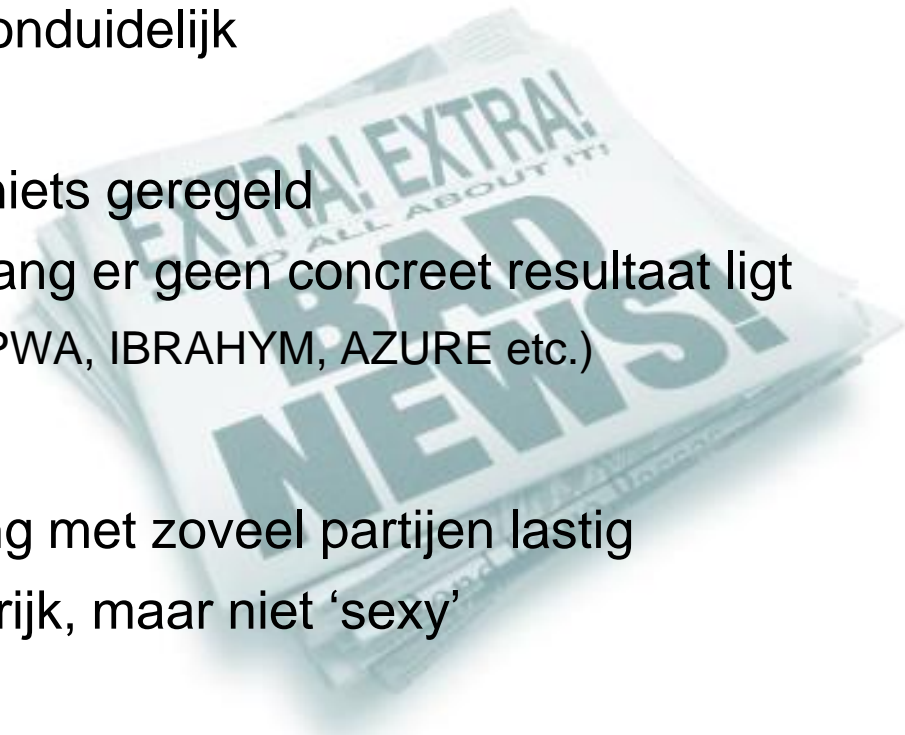 onduidelijk
niets geregeld
ang er geen concreet resultaat ligt
PWA, IBRAHYM, AZURE etc.)
ng met zoveel partijen lastig
rijk, maar niet ‘sexy’
EXTRA! EXTRA!
ALL ABOUT IT!
BAD
NEWS!